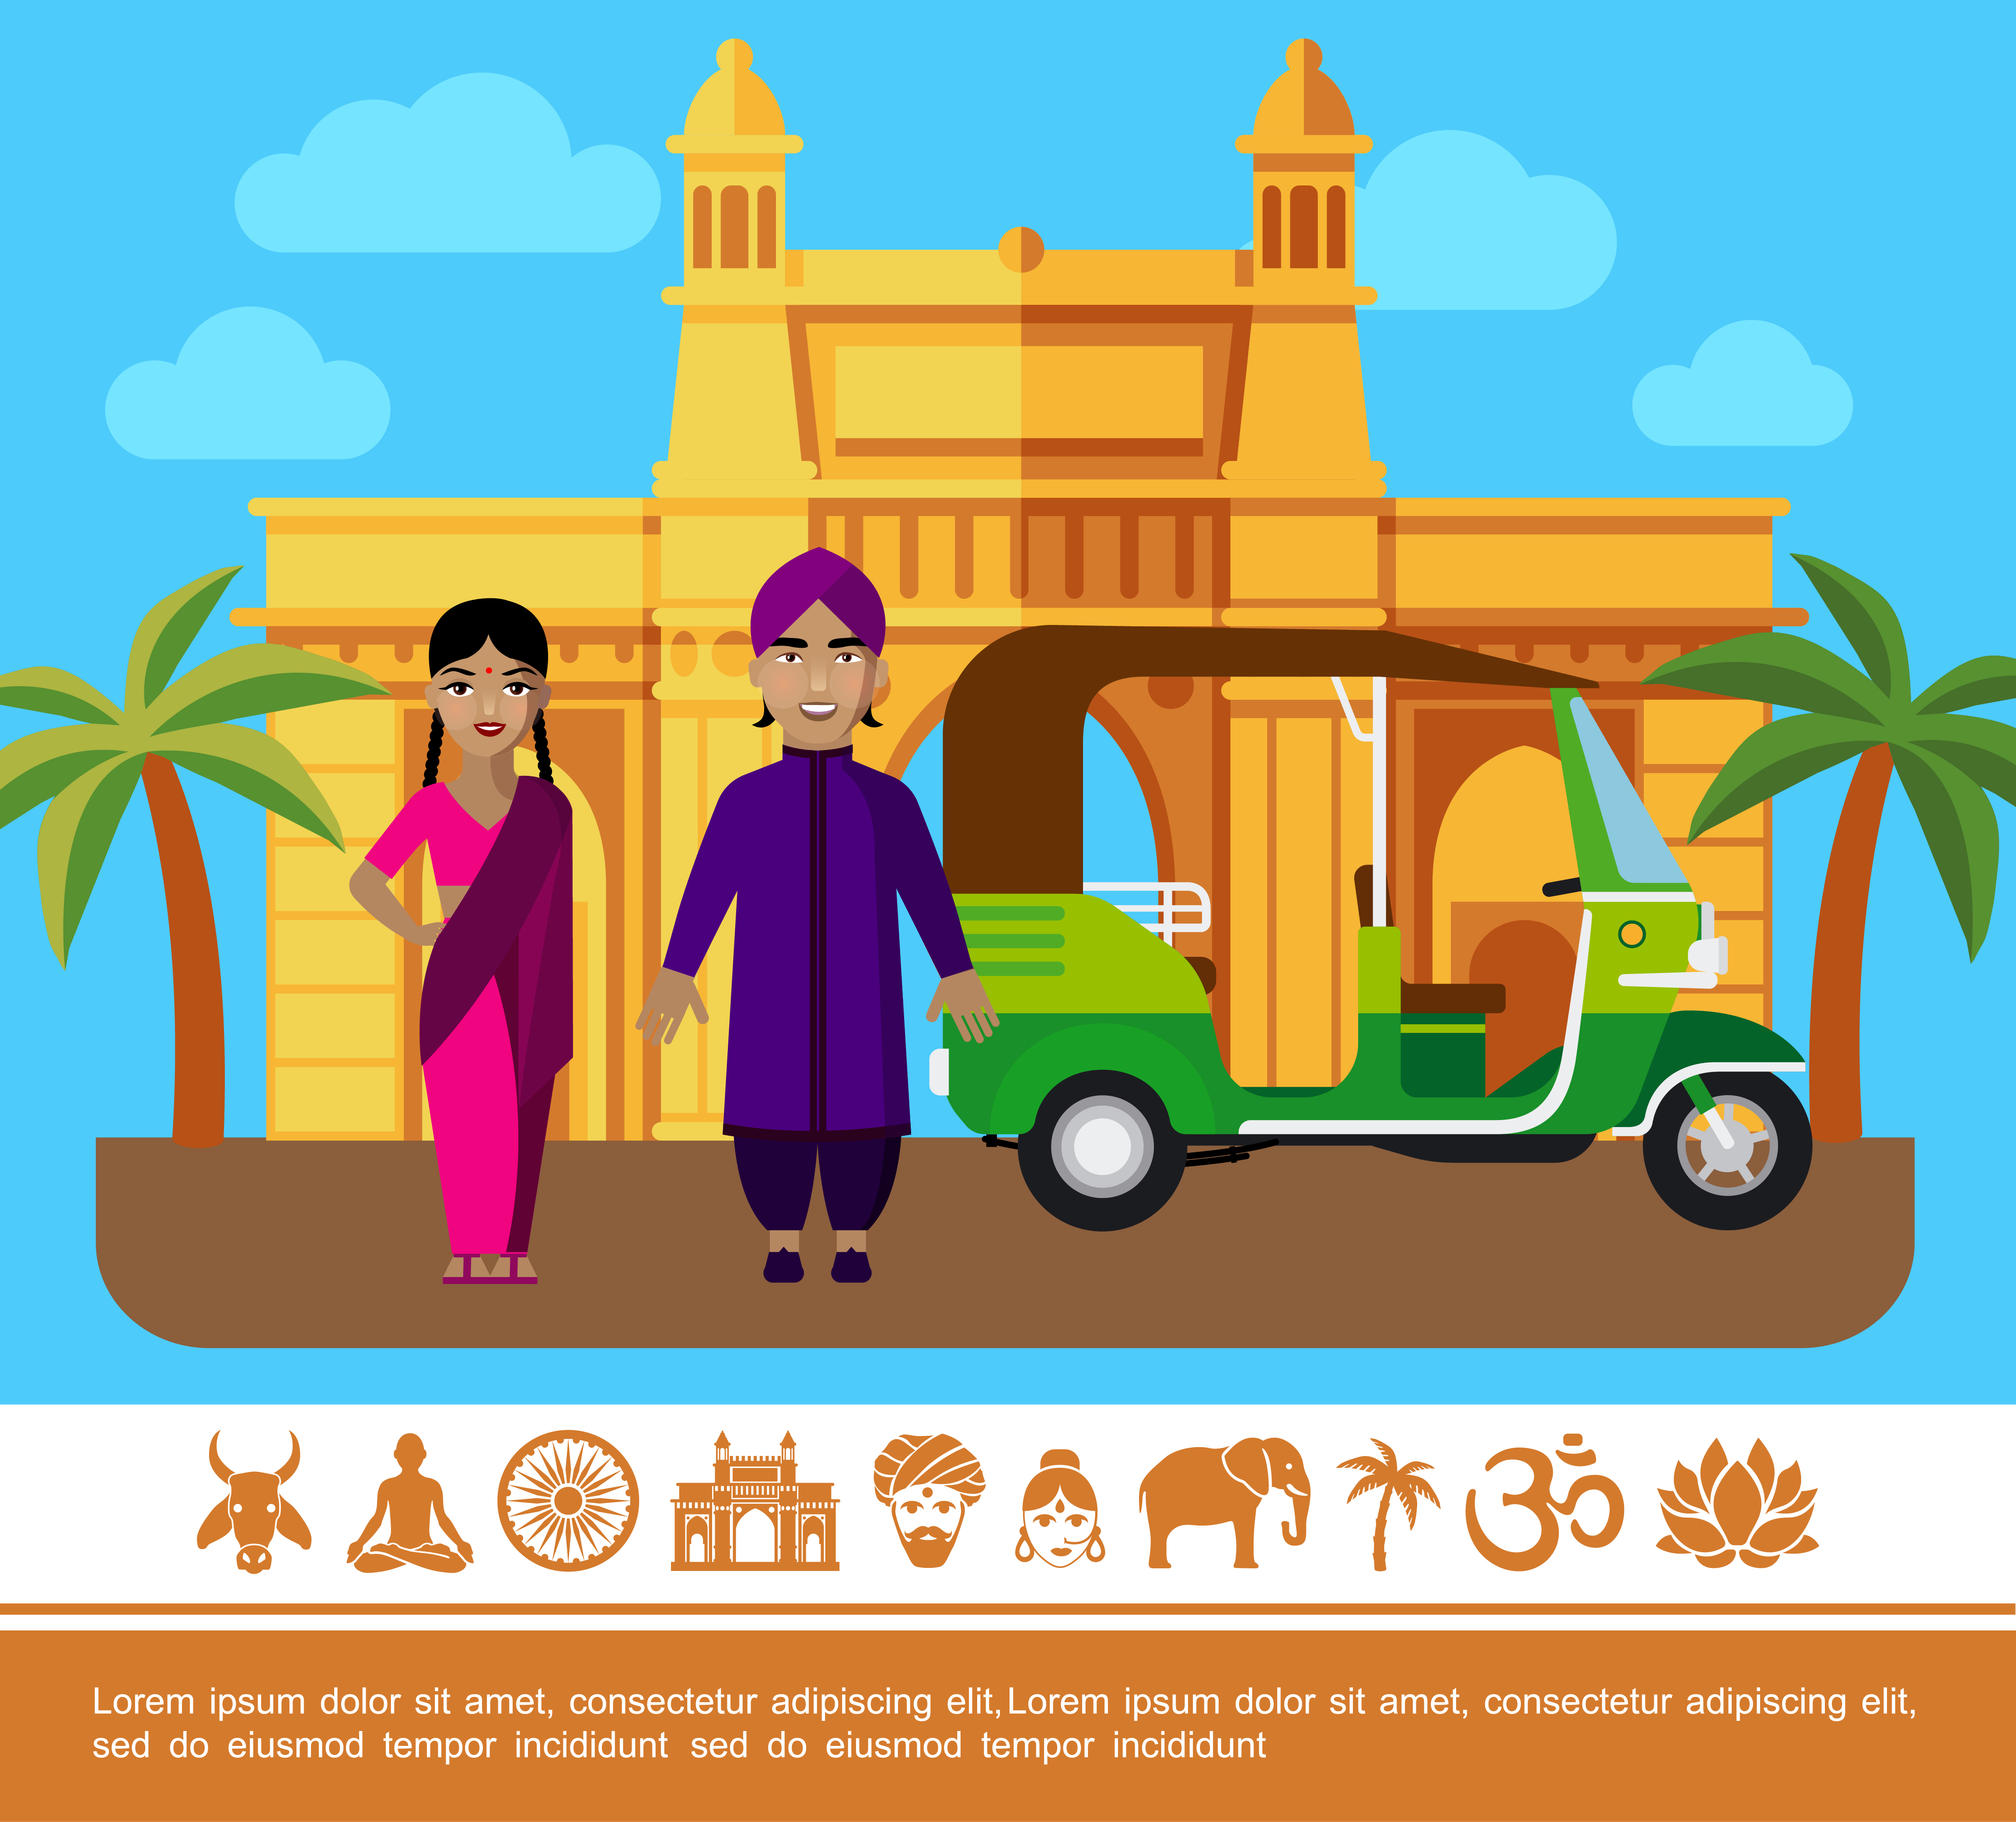 ॐ
Lorem ipsum dolor sit amet, consectetur adipiscing elit,Lorem ipsum dolor sit amet, consectetur adipiscing elit,
sed do eiusmod tempor incididunt sed do eiusmod tempor incididunt